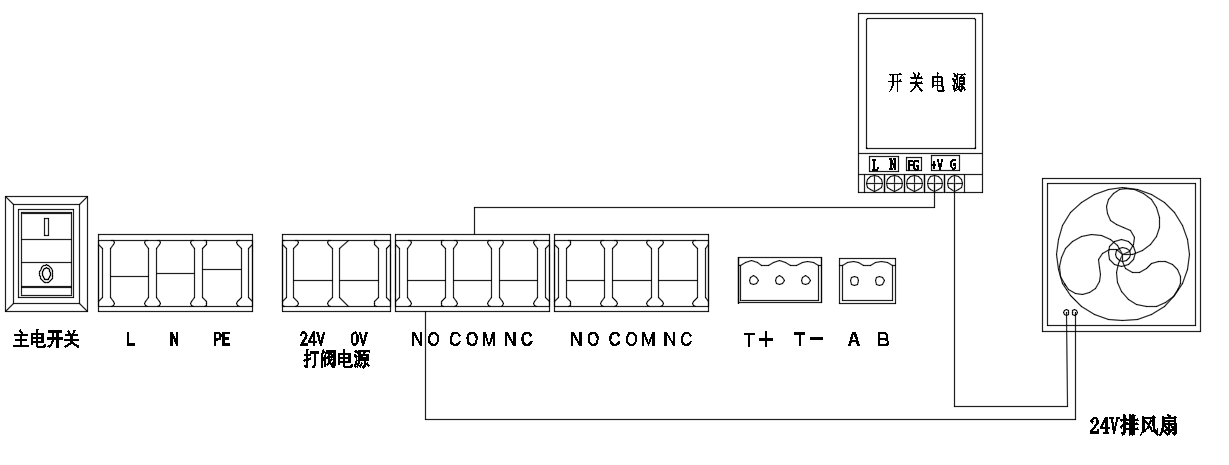 开关电源
L N FG +V G
主电开关 L N PE 24V 0V NO COM NC NO COM NC T+ T- A B
打阀电源
24V排风扇